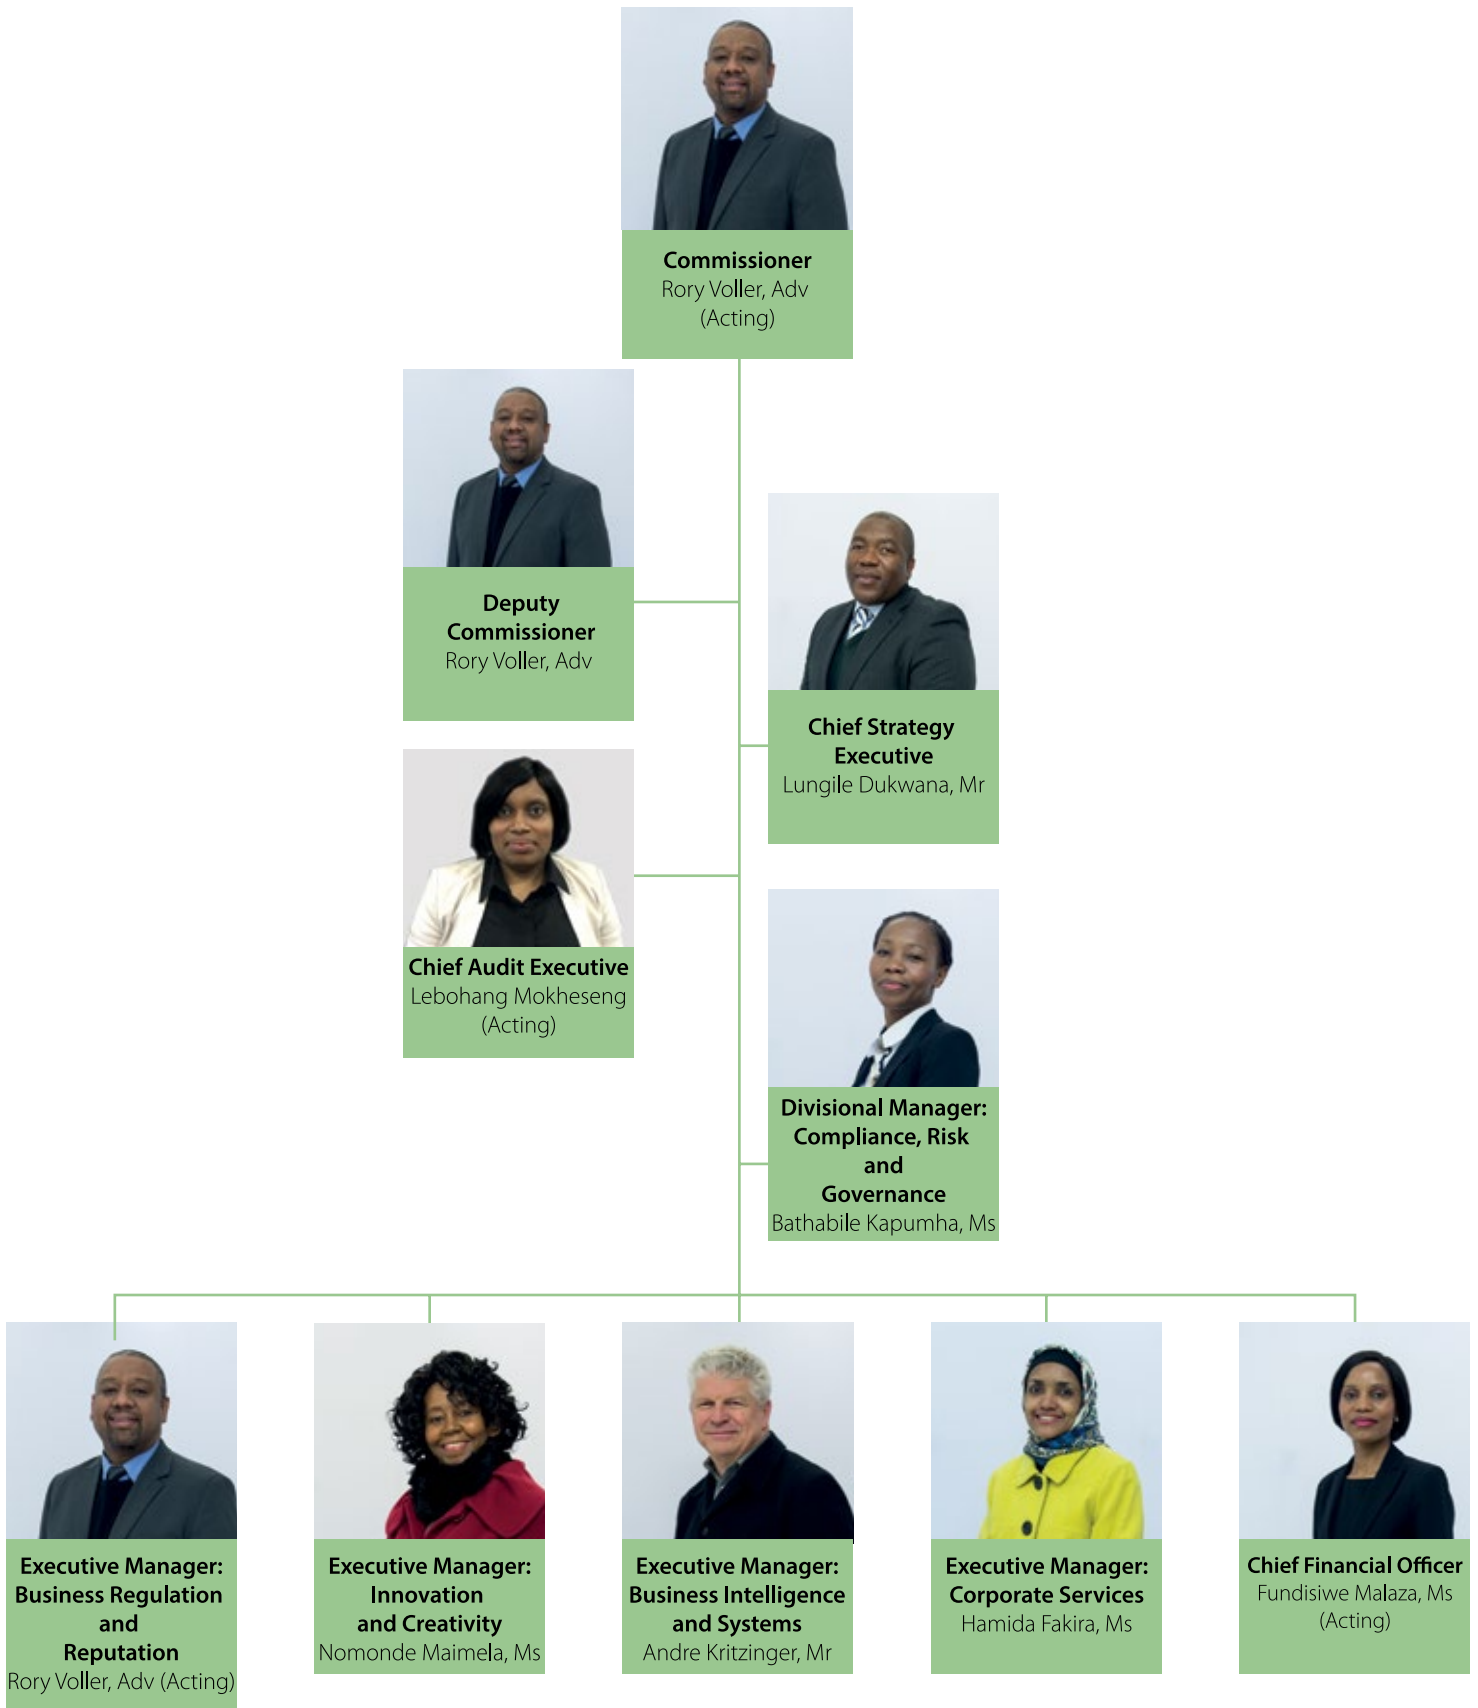 Commissioner
Rory Voller, Adv
(Acting)
Deputy
Commissioner
Rory Voller, Adv
Chief Strategy
Executive
Lungile Dukwana, Mr
Chief Audit Executive
Lebohang Mokheseng
(Acting)
Divisional Manager:
Compliance, Risk
and
Governance
Bathabile Kapumha, Ms
Executive Manager:
Business Regulation
and
Reputation
Rory Voller, Adv (Acting)
Executive Manager:
Innovation
and Creativity
Nomonde Maimela, Ms
Executive Manager:
Business Intelligence
and Systems
Andre Kritzinger, Mr
Executive Manager:
Corporate Services
Hamida Fakira, Ms
Chief Financial Officer
Fundisiwe Malaza, Ms
(Acting)